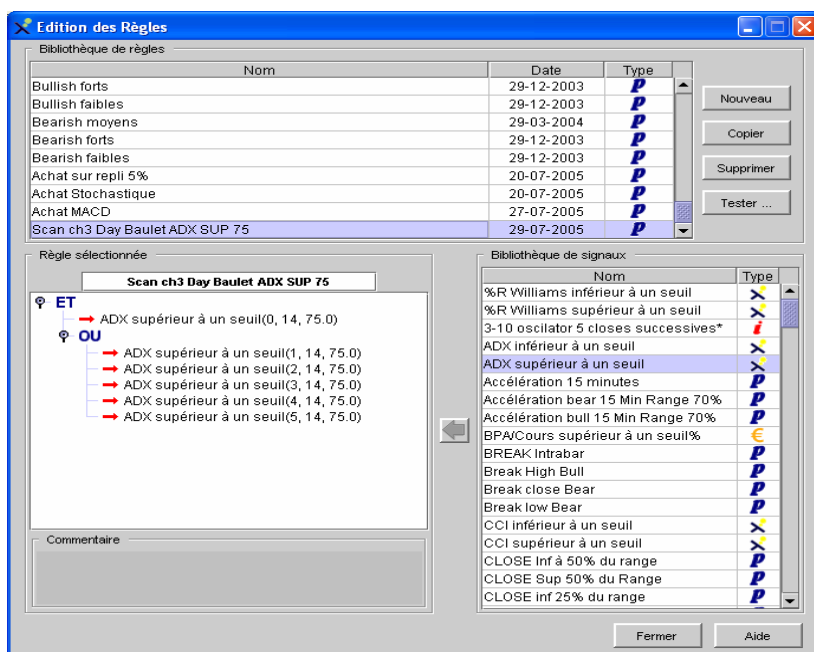 Edition des Règles
Bibliothèque de règles
Nom Date Type
Bullish forts 29-12-2003 P
Bullish faibles 29-12-2003 P
Bearish moyens 29-03-2004 P
Bearish forts 29-12-2003 P
Bearish faibles 29-12-2003 P
Achat sur repli 5% 20-07-2005 P
Achat Stochastique 20-07-2005 P
Achat MACD 27-07-2005 P
Scan ch3 Day Baulet ADX SUP 75 29-07-2005 P
Nouveau
Copier
Supprimer
Tester ...
Règle sélectionnée
Scan ch3 Day Baulet ADX SUP 75
ET
ADX supérieur à un seuil(0, 14, 75.0)
OU
ADX supérieur à un seuil(1, 14, 75.0)
ADX supérieur à un seuil(2, 14, 75.0)
ADX supérieur à un seuil(3, 14, 75.0)
ADX supérieur à un seuil(4, 14, 75.0)
ADX supérieur à un seuil(5, 14, 75.0)
Commentaire
Bibliothèque de signaux
Nom Type
%R Williams inférieur à un seuil
%R Williams supérieur à un seuil
3-10 oscilator 5 closes successives* i
ADX inférieur à un seuil
ADX supérieur à un seuil
Accélération 15 minutes P
Accélération bear 15 Min Range 70% P
Accélération bull 15 Min Range 70% P
BPA/Cours supérieur à un seuil% €
BREAK Intrabar P
Break High Bull P
Break close Bear P
Break low Bear P
CCI inférieur à un seuil
CCI supérieur à un seuil
CLOSE Inf à 50% du range P
CLOSE Sup 50% du Range P
CLOSE inf 25% du range P
Fermer
Aide